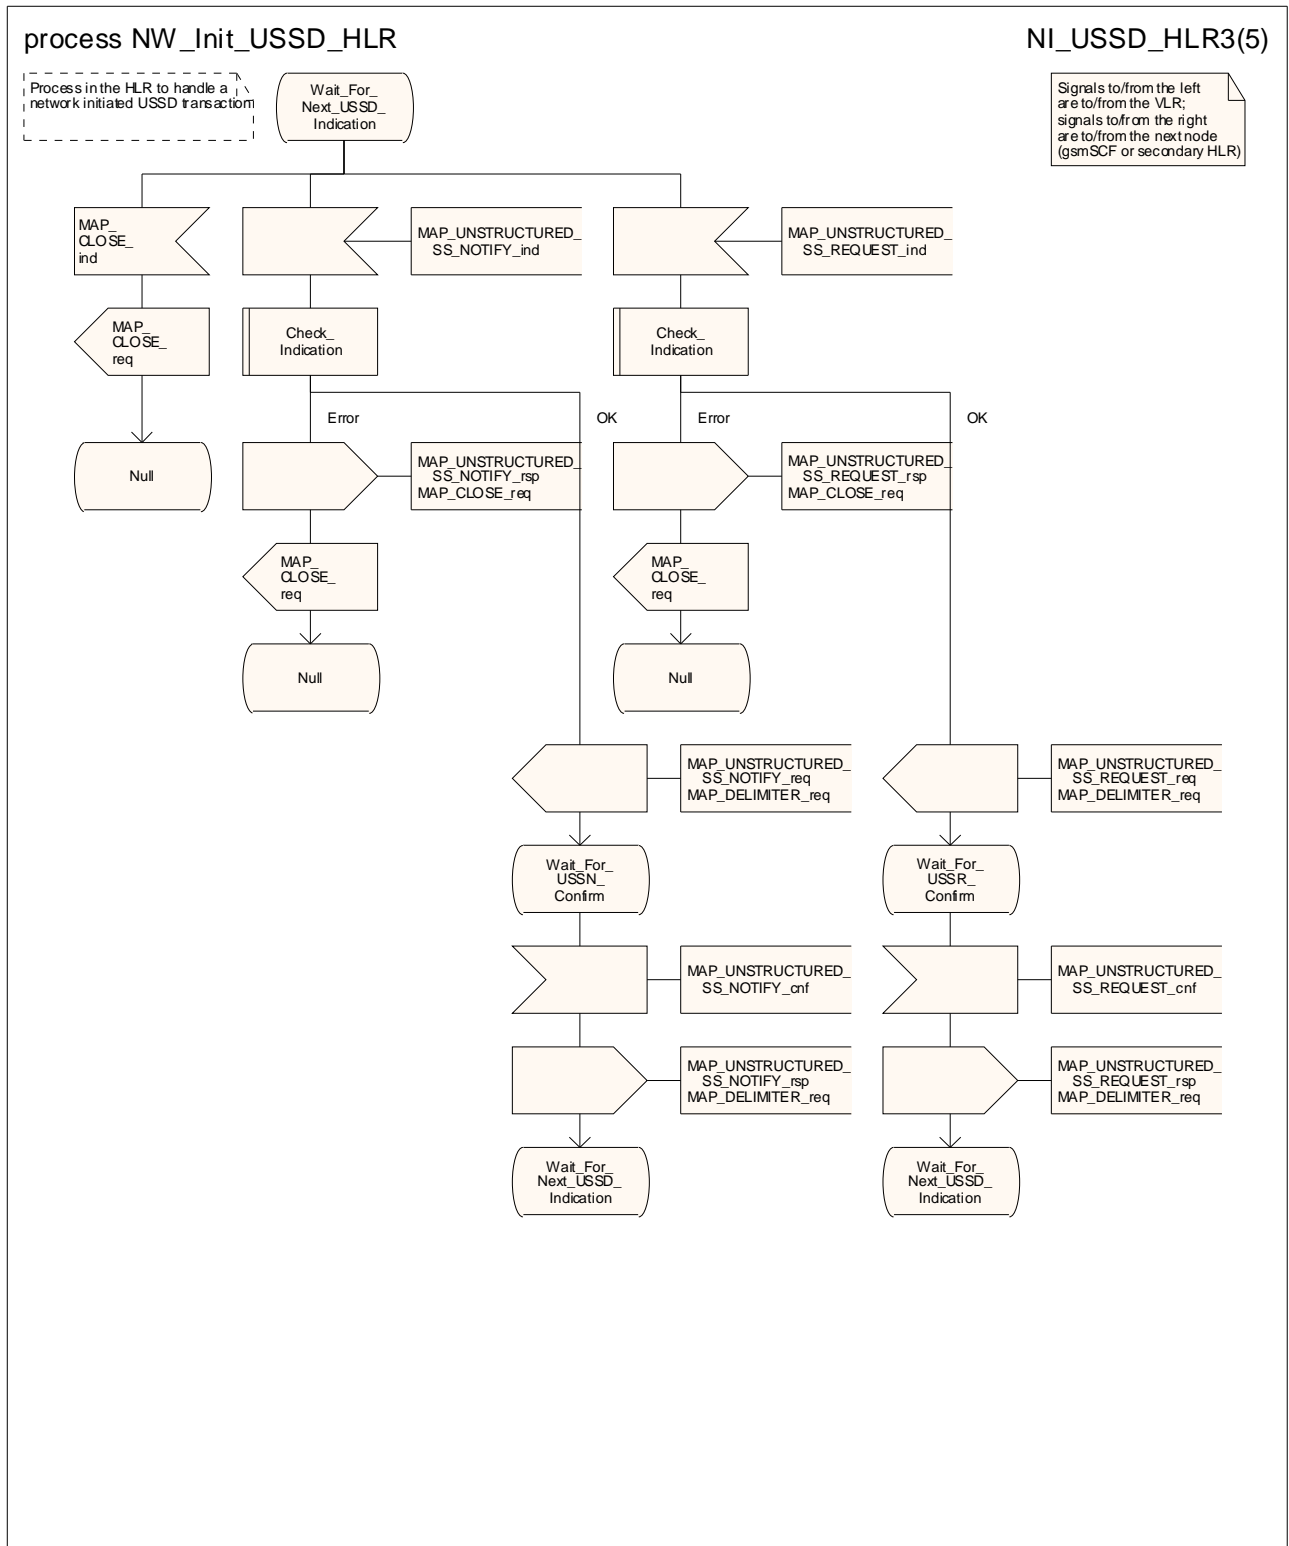 process NW_Init_USSD_HLR
NI_USSD_HLR3(5)
Process in the HLR to handle a
network initiated USSD transaction
Wait_For_
Next_USSD_
Indication
Signals to/from the left
are to/from the VLR;
signals to/from the right
are to/from the next node
(gsmSCF or secondary HLR)
MAP_
CLOSE_
ind
MAP_UNSTRUCTURED_
SS_NOTIFY_ind
MAP_UNSTRUCTURED_
SS_REQUEST_ind
MAP_
CLOSE_
req
Check_
Indication
Check_
Indication
Error
OK
Error
OK
Null
MAP_UNSTRUCTURED_
SS_NOTIFY_rsp
MAP_CLOSE_req
MAP_UNSTRUCTURED_
SS_REQUEST_rsp
MAP_CLOSE_req
MAP_
CLOSE_
req
MAP_
CLOSE_
req
Null
Null
MAP_UNSTRUCTURED_
SS_NOTIFY_req
MAP_DELIMITER_req
MAP_UNSTRUCTURED_
SS_REQUEST_req
MAP_DELIMITER_req
Wait_For_
USSN_
Confirm
Wait_For_
USSR_
Confirm
MAP_UNSTRUCTURED_
SS_NOTIFY_cnf
MAP_UNSTRUCTURED_
SS_REQUEST_cnf
MAP_UNSTRUCTURED_
SS_NOTIFY_rsp
MAP_DELIMITER_req
MAP_UNSTRUCTURED_
SS_REQUEST_rsp
MAP_DELIMITER_req
Wait_For_
Next_USSD_
Indication
Wait_For_
Next_USSD_
Indication